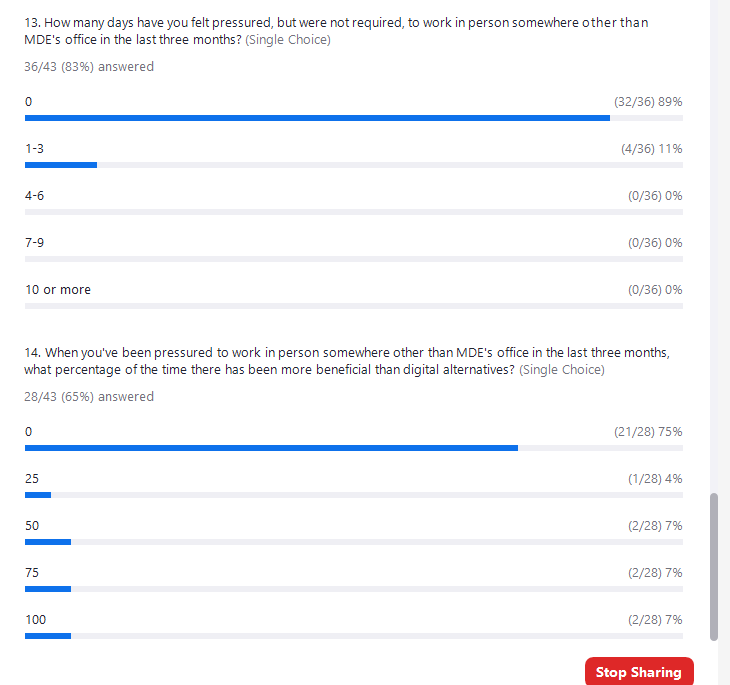 13. How many days have you felt pressured, but were not required, to work in person somewhere other than
MDE's office in the last three months? (Single Choice)
36/43 (83%) answered
0 (32/36) 89%
1-3 (4/36) 11%
4-6 (0/36) 0%
7-9 (0/36) 0%
10 or more (0/36) 0%
14. When you've been pressured to work in person somewhere other than MDE's office in the last three months,
what percentage of the time there has been more beneficial than digital alternatives? (Single Choice)
28/43 (65%) answered
0 (21/28) 75%
25 (1/28) 4%
50 (2/28) 7%
75 (2/28) 7%
100 (2/28) 7%
Stop Sharing